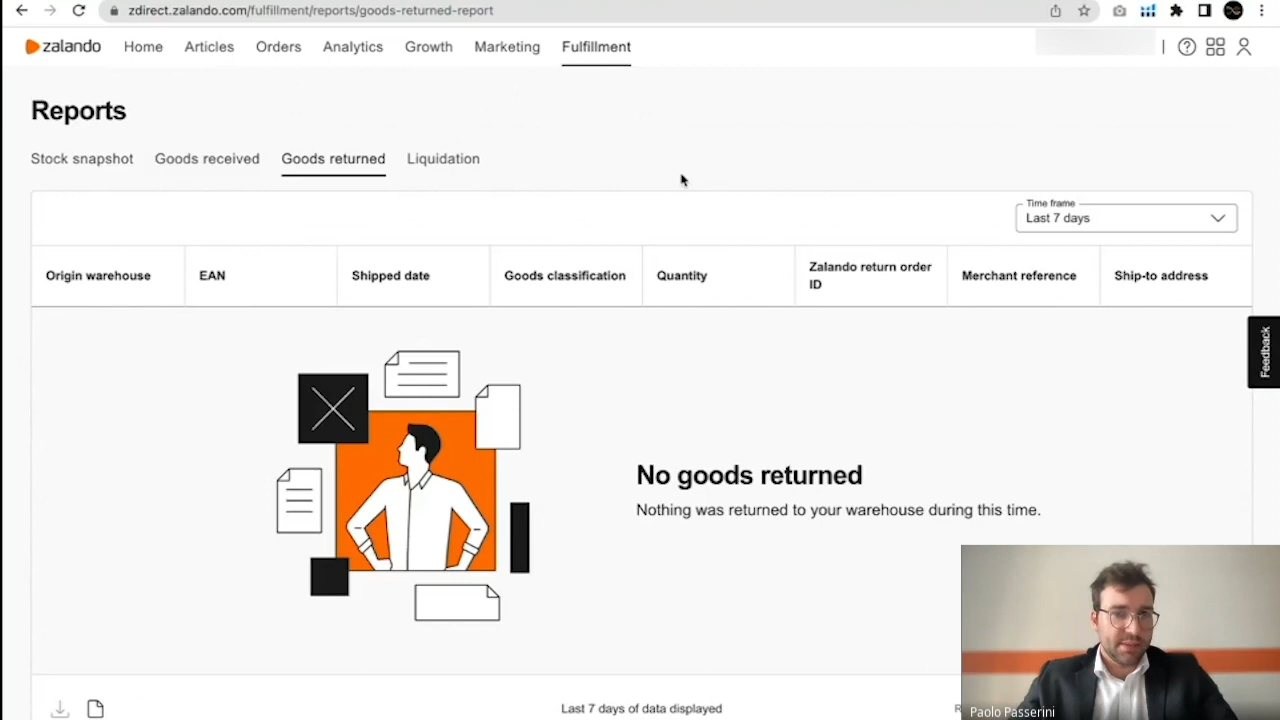 zdirect.zalando.com/fulfillment/reports/goods-returned-report
zalando Home Articles Orders Analytics Growth Marketing Fulfillment
Reports
Stock snapshot Goods received Goods returned Liquidation
Time frame
Last 7 days
Origin warehouse EAN Shipped date Goods classification Quantity Zalando return order ID Merchant reference Ship-to address
Feedback
No goods returned
Nothing was returned to your warehouse during this time.
Last 7 days of data displayed
Paolo Passerini